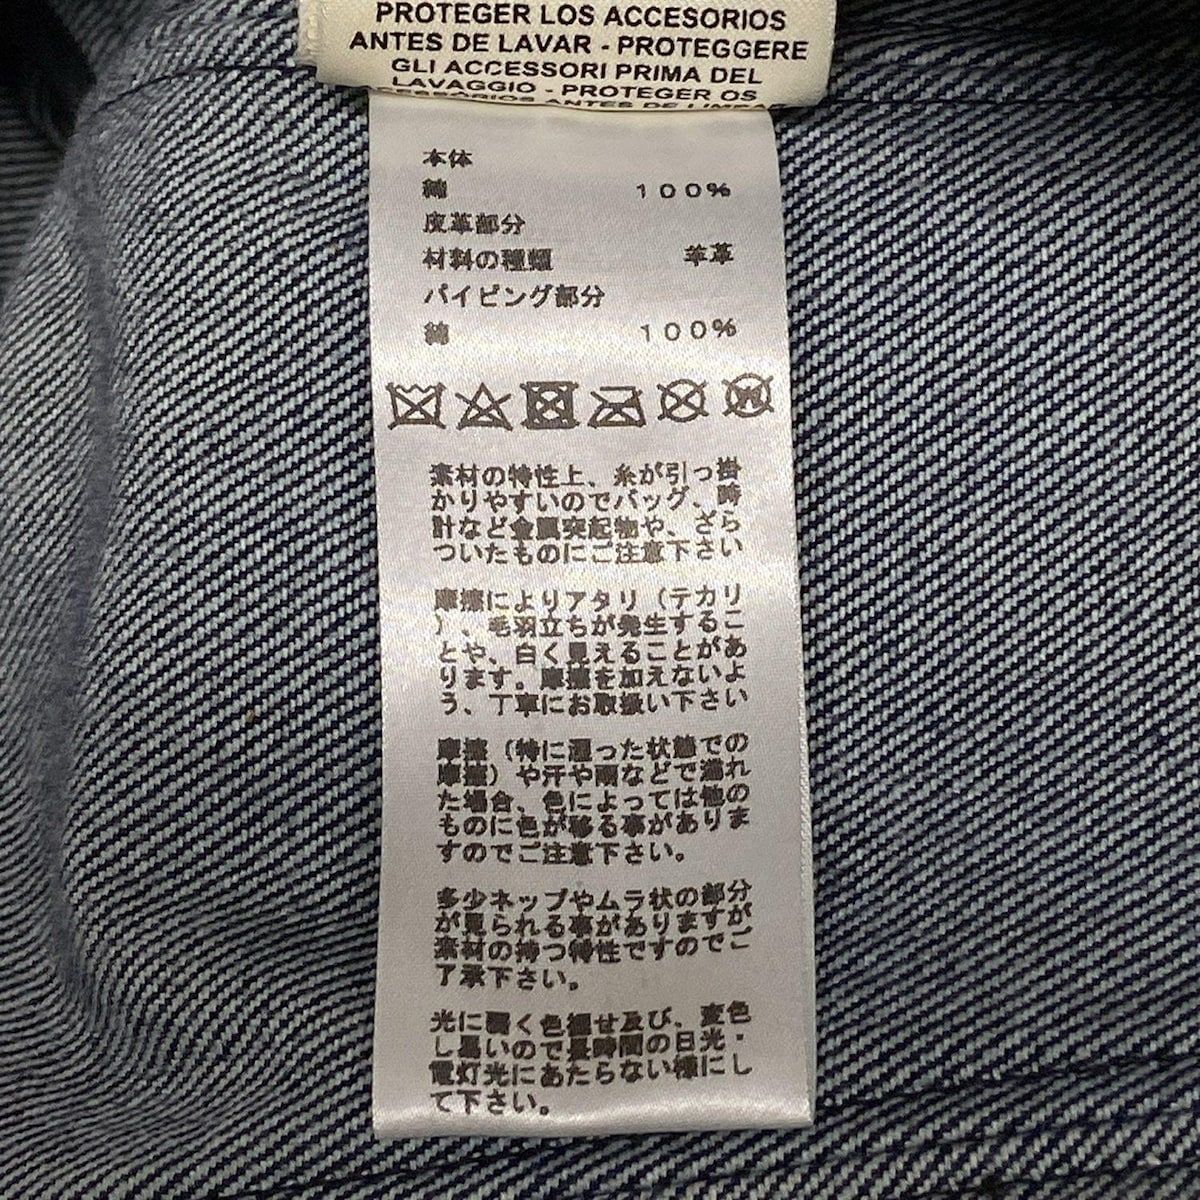 PROTEGER LOS ACCESORIOS
ANTES DE LAVAR - PROTEGGERE
GLI ACCESSORI PRIMA DEL
LAVAGGIO - PROTEGER OS
ANTES DE
本体
綿 100%
皮革部分
材料の種類 羊革
パイピング部分
綿 100%
素材の特性上、糸が引っ掛
かりやすいのでバッグ、時
計など金属突起物や、ざら
ついたものにご注意下さい
摩擦によりアタリ（テカリ
）、毛羽立ちが発生するこ
とや、白く見えることがあ
ります。摩擦を加えないよ
う、丁寧にお取扱い下さい
摩擦（特に湿った状態での
摩擦）や汗や雨などで濡れ
た場合、色によっては他の
ものに色が移る事がありま
すのでご注意下さい。
多少ネップやムラ状の部分
が見られる事がありますが
素材の持つ特性ですのでご
了承下さい。
光に弱く色褪せ及び、変色
し易いので長時間の日光・
電灯光にあたらない様にし
て下さい。